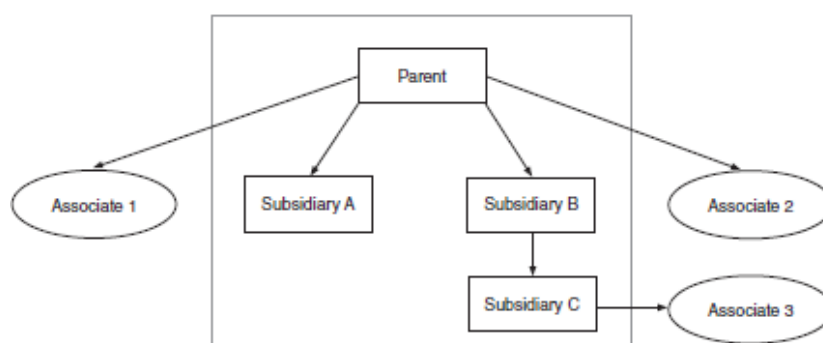 Parent
Associate 1
Subsidiary A
Subsidiary B
Associate 2
Subsidiary C
Associate 3